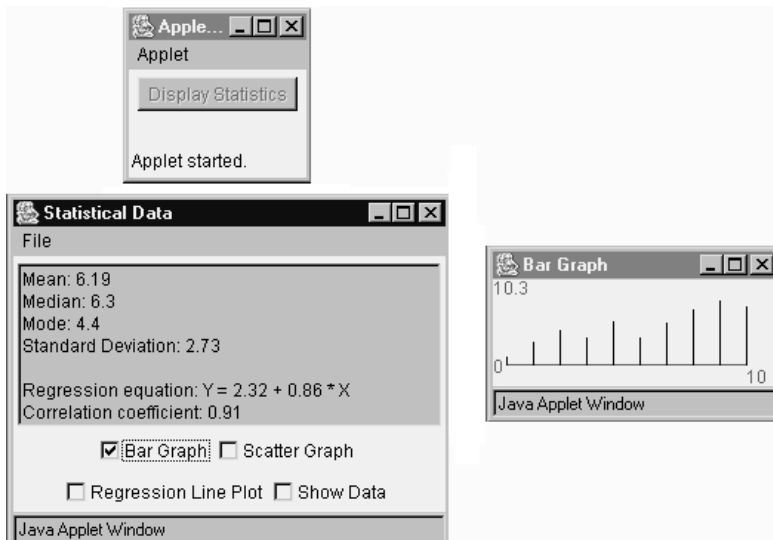 Apple...
Applet
Display Statistics
Applet started.
Statistical Data
File
Mean: 6.19
Median: 6.3
Mode: 4.4
Standard Deviation: 2.73
Regression equation: Y = 2.32 + 0.86 * X
Correlation coefficient: 0.91
Bar Graph Scatter Graph
Regression Line Plot Show Data
Java Applet Window
Bar Graph
10.3
0
10
Java Applet Window